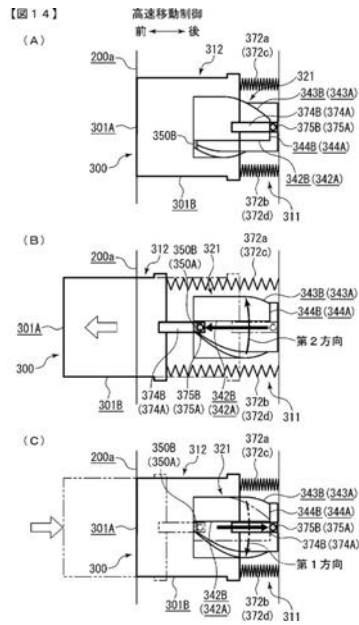 【図14】
高速移動制御
前 ←→ 後
(A)
200a
312
372a
(372c)
321
343B(343A)
374B(374A)
375B(375A)
344B(344A)
342B(342A)
301A
350B
300
301B
372b
(372d)
311
(B)
350B
(350A)
372a
(372c)
200a
312
321
343B(343A)
344B(344A)
301A
第2方向
300
374B
(374A)
375B
(375A)
342B
(342A)
372b
(372d)
301B
311
(C)
350B
(350A)
312
372a
(372c)
200a
321
343B(343A)
344B(344A)
375B(375A)
374B(374A)
301A
第1方向
300
342B
(342A)
301B
372b
(372d)
311